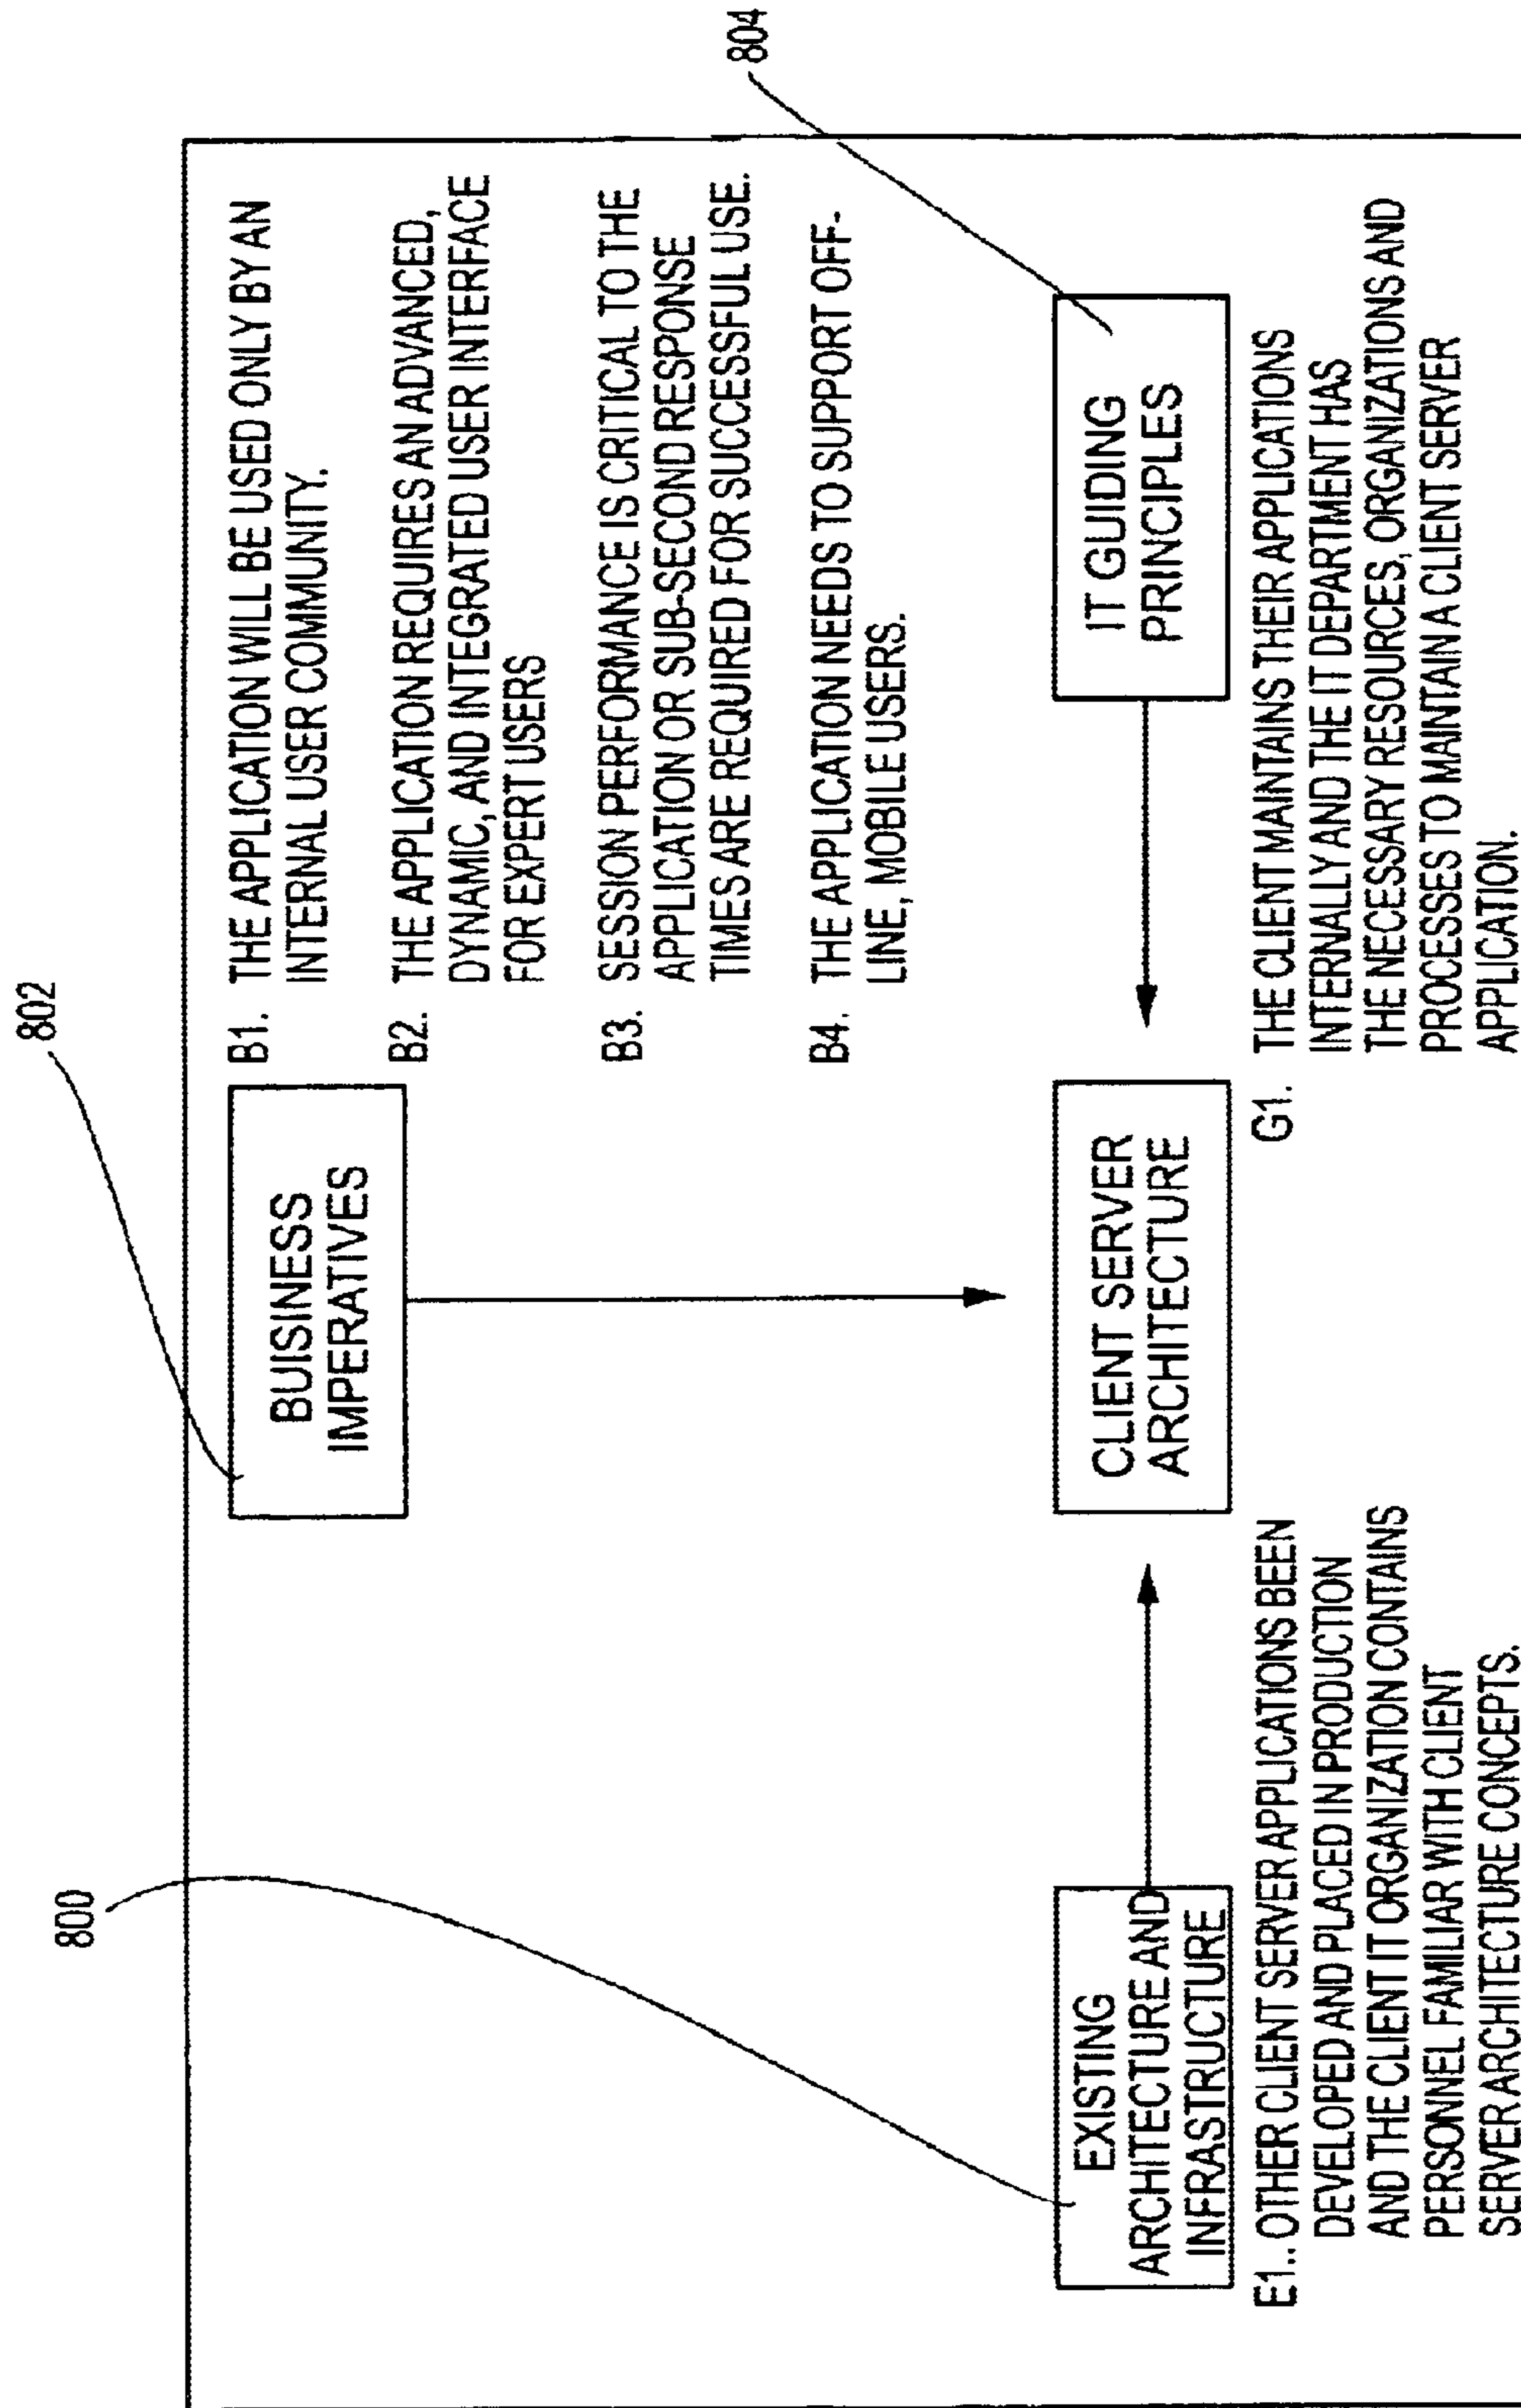 802
800
804
BUISINESS
IMPERATIVES
B1. THE APPLICATION WILL BE USED ONLY BY AN
INTERNAL USER COMMUNITY.
B2. THE APPLICATION REQUIRES AN ADVANCED,
DYNAMIC, AND INTEGRATED USER INTERFACE
FOR EXPERT USERS
B3. SESSION PERFORMANCE IS CRITICAL TO THE
APPLICATION OR SUB-SECOND RESPONSE
TIMES ARE REQUIRED FOR SUCCESSFUL USE.
B4. THE APPLICATION NEEDS TO SUPPORT OFF-
LINE, MOBILE USERS.
EXISTING
ARCHITECTURE AND
INFRASTRUCTURE
CLIENT SERVER
ARCHITECTURE
IT GUIDING
PRINCIPLES
E1.. OTHER CLIENT SERVER APPLICATIONS BEEN
DEVELOPED AND PLACED IN PRODUCTION
AND THE CLIENT IT ORGANIZATION CONTAINS
PERSONNEL FAMILIAR WITH CLIENT
SERVER ARCHITECTURE CONCEPTS.
G1. THE CLIENT MAINTAINS THEIR APPLICATIONS
INTERNALLY AND THE IT DEPARTMENT HAS
THE NECESSARY RESOURCES, ORGANIZATIONS AND
PROCESSES TO MAINTAIN A CLIENT SERVER
APPLICATION.